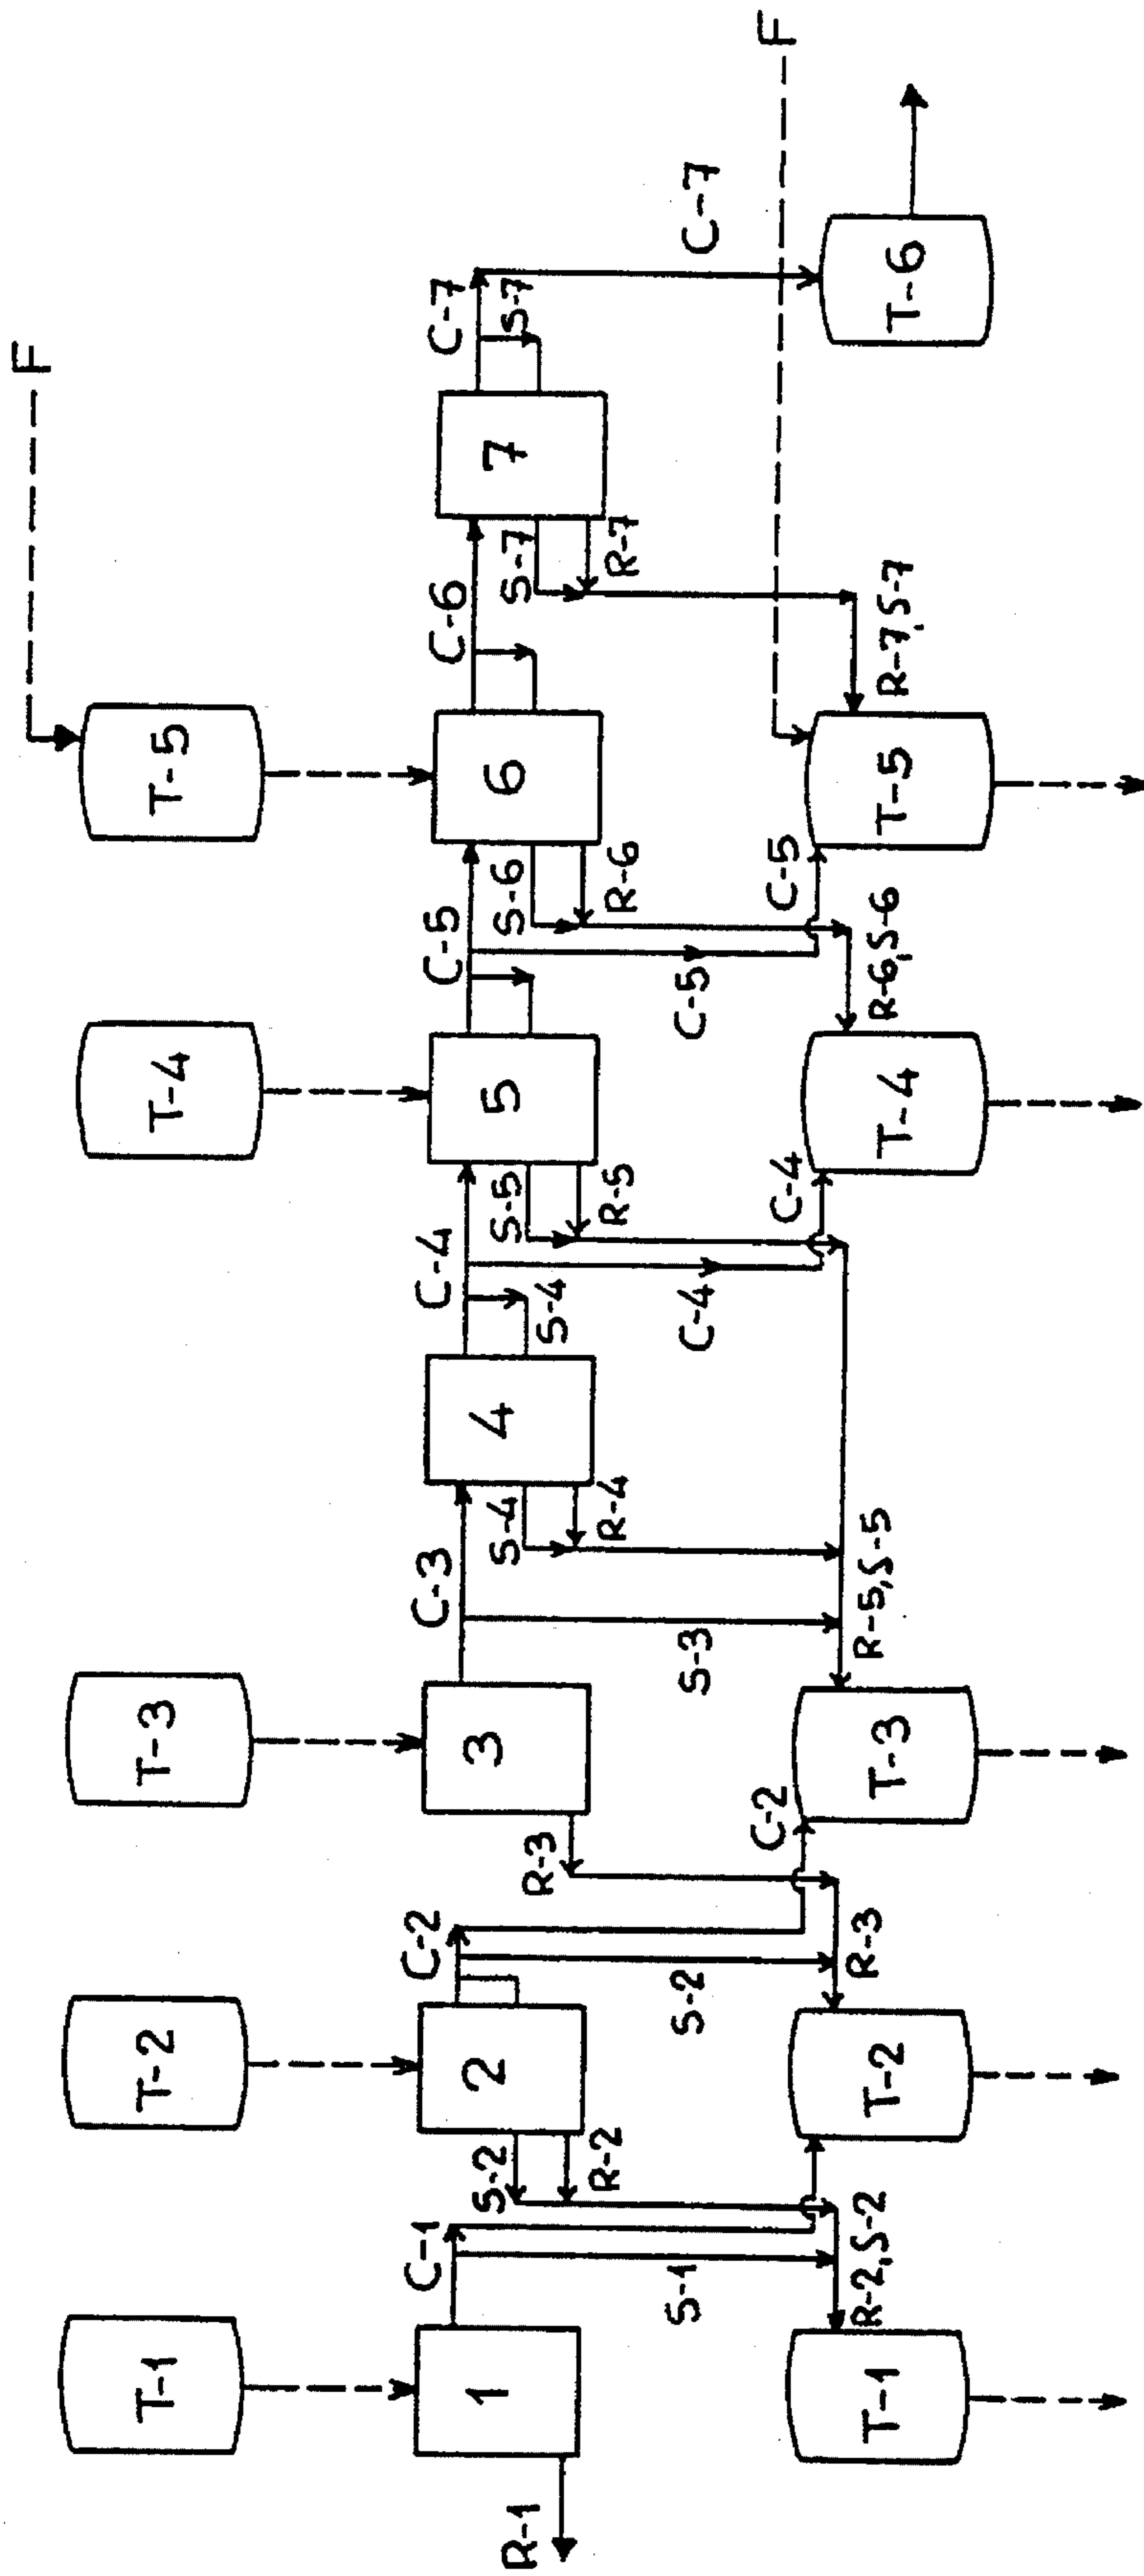 F
T-1
T-2
T-3
T-4
T-5
C-1
C-2
C-3
C-4
C-5
C-6
C-7
1
2
3
4
5
6
7
S-2
S-4
S-5
S-6
S-7
S-7
R-1
R-3
S-4
R-2
R-4
R-5
R-6
R-7
S-1
S-2
S-3
C-4
C-5
C-7
C-2
C-4
C-5
F
T-1
T-2
T-3
T-4
T-5
T-6
R-2,S-2
R-3
R-5,S-5
R-6,S-6
R-7,S-7